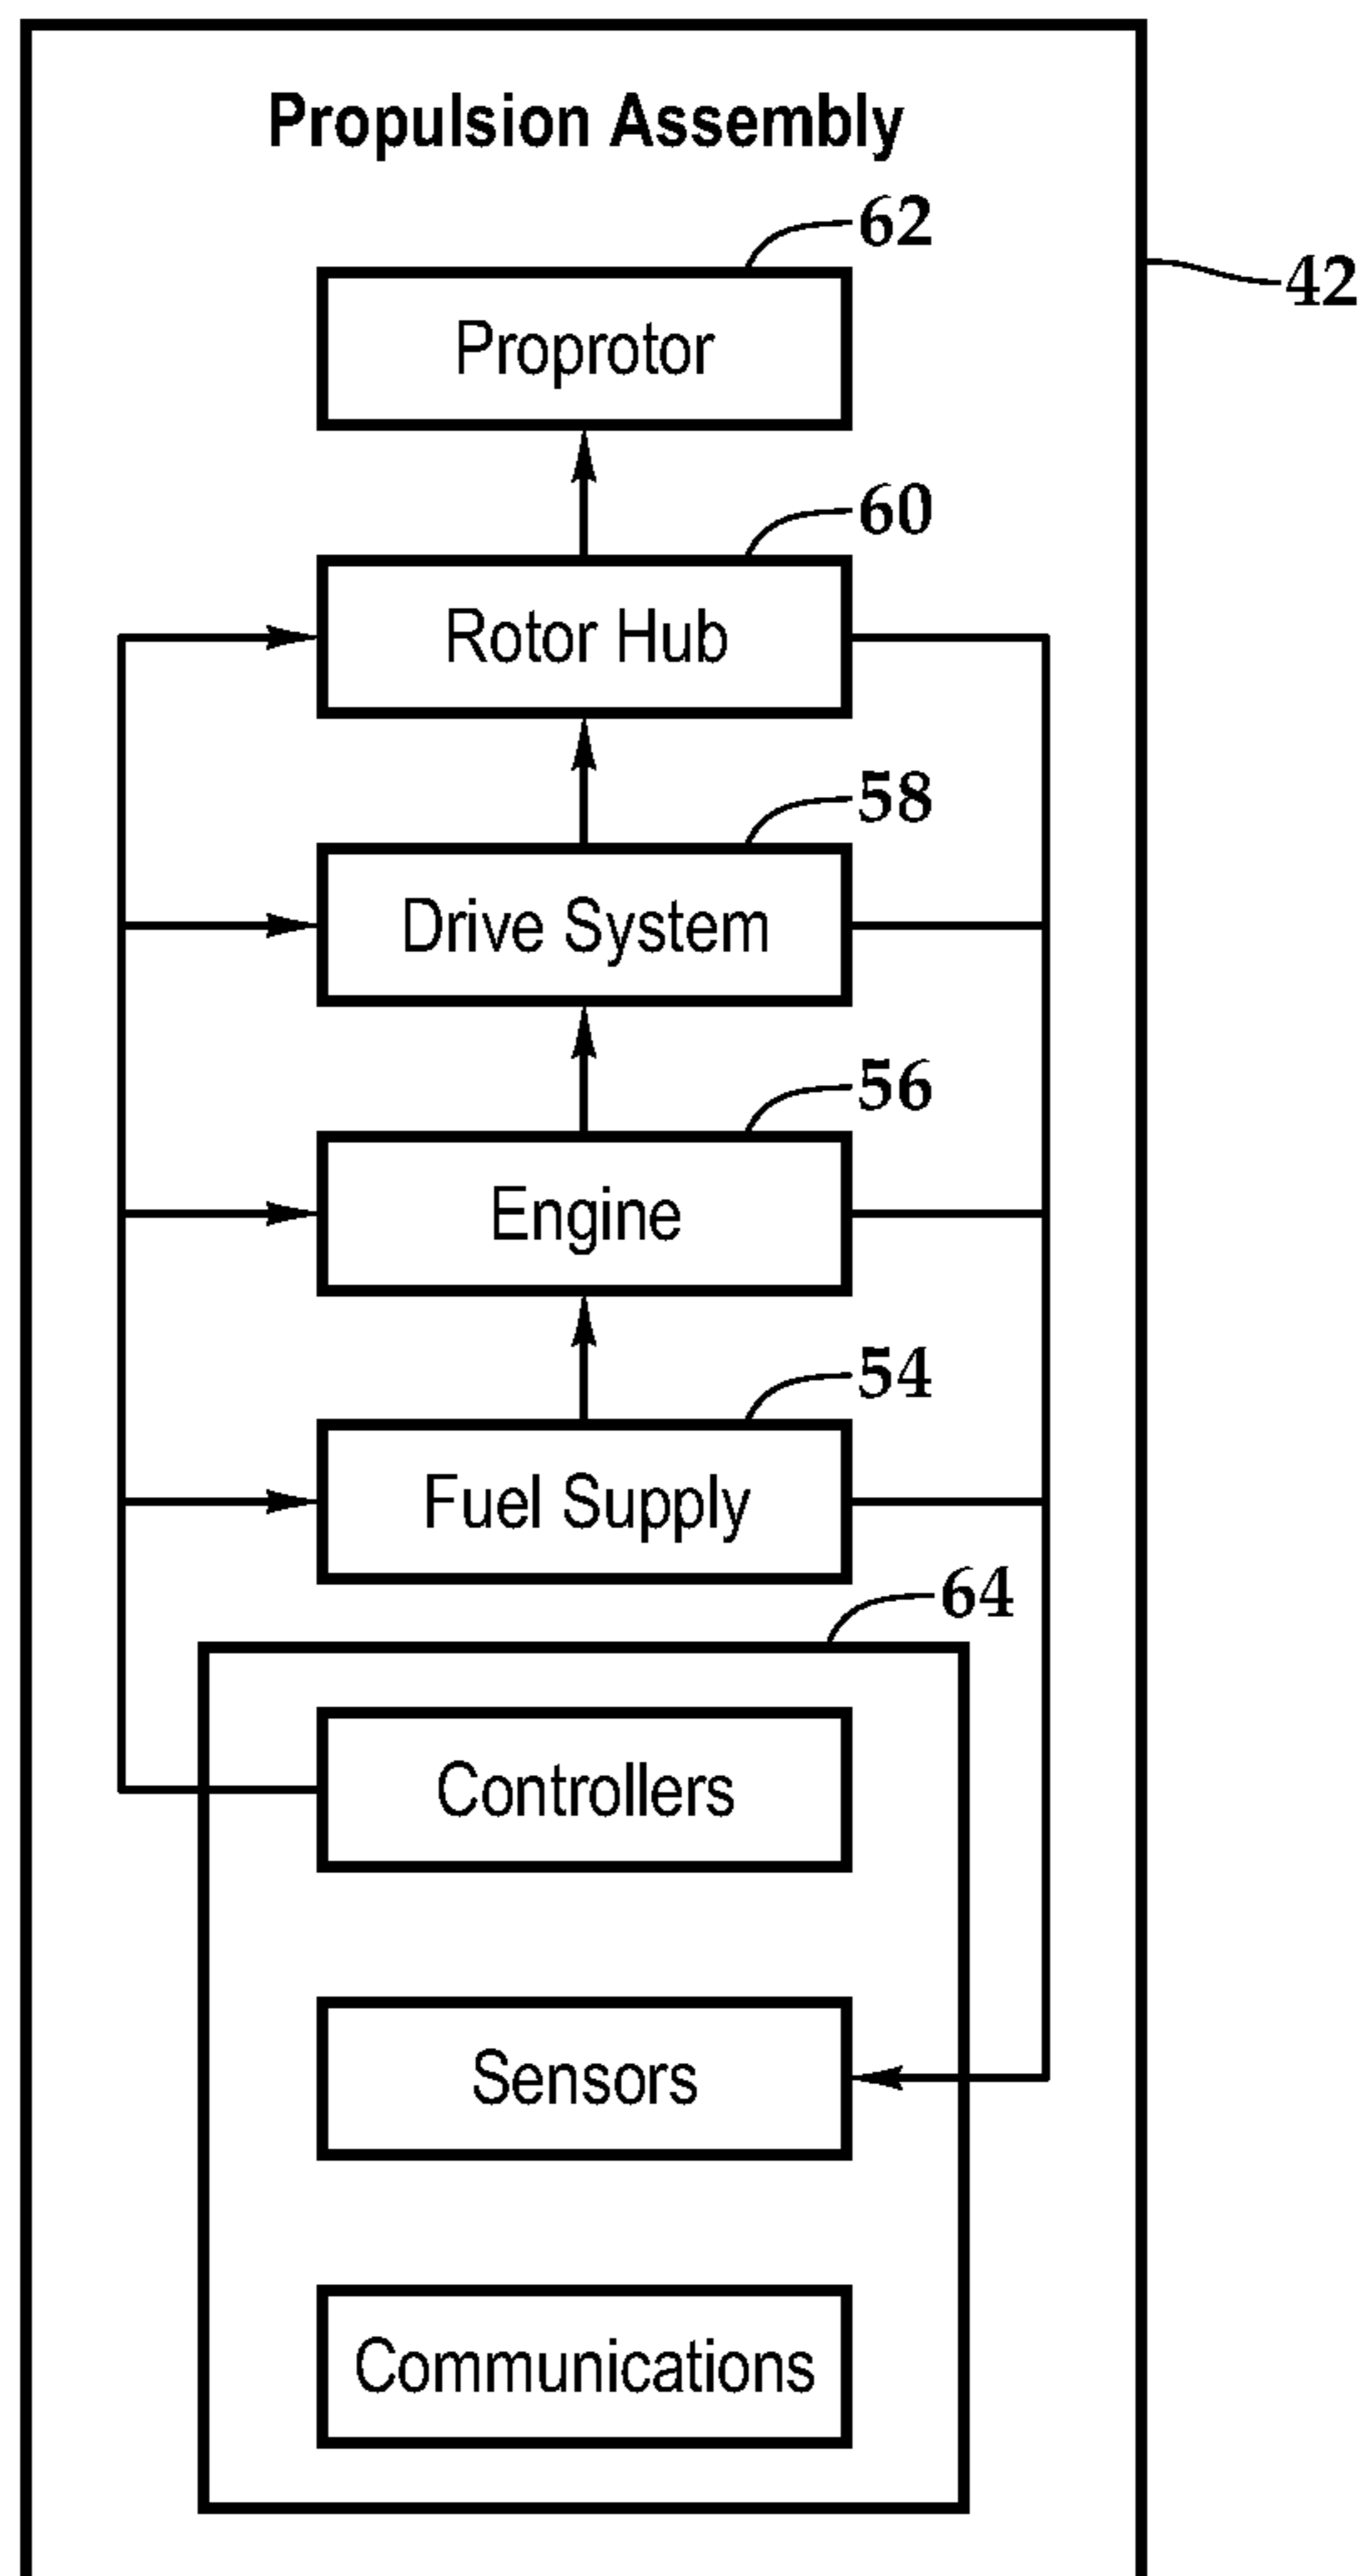 Propulsion Assembly
62
42
Proprotor
60
Rotor Hub
58
Drive System
56
Engine
54
Fuel Supply
64
Controllers
Sensors
Communications